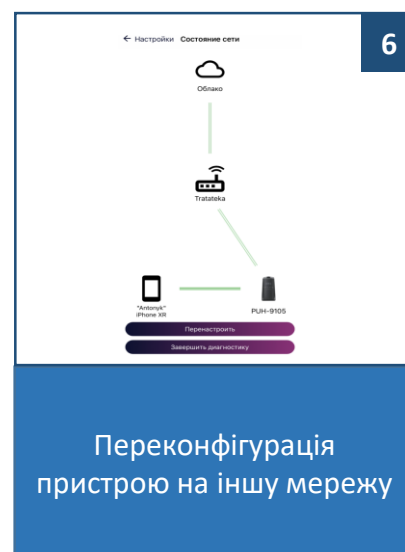 ← Настройки Состояние сети
6
Облако
Tratateka
"Antonyk"
iPhone XR
PUH-9105
Перенастроить
Завершить диагностику
Переконфігурація
пристрою на іншу мережу